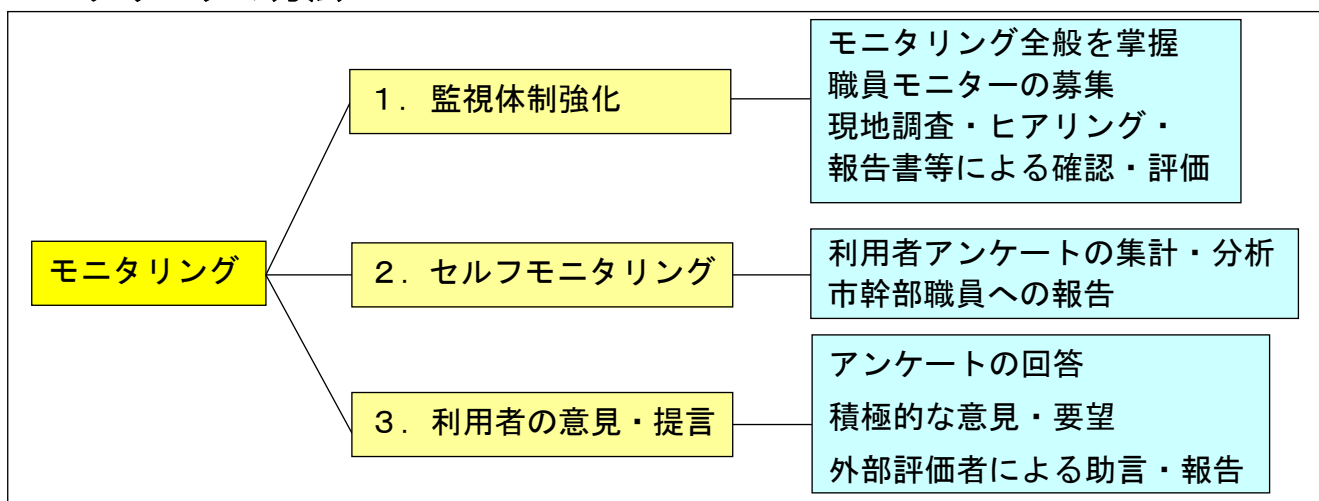 モニタリング
１．監視体制強化
モニタリング全般を掌握
職員モニターの募集
現地調査・ヒアリング・
報告書等による確認・評価
２．セルフモニタリング
利用者アンケートの集計・分析
市幹部職員への報告
３．利用者の意見・提言
アンケートの回答
積極的な意見・要望
外部評価者による助言・報告